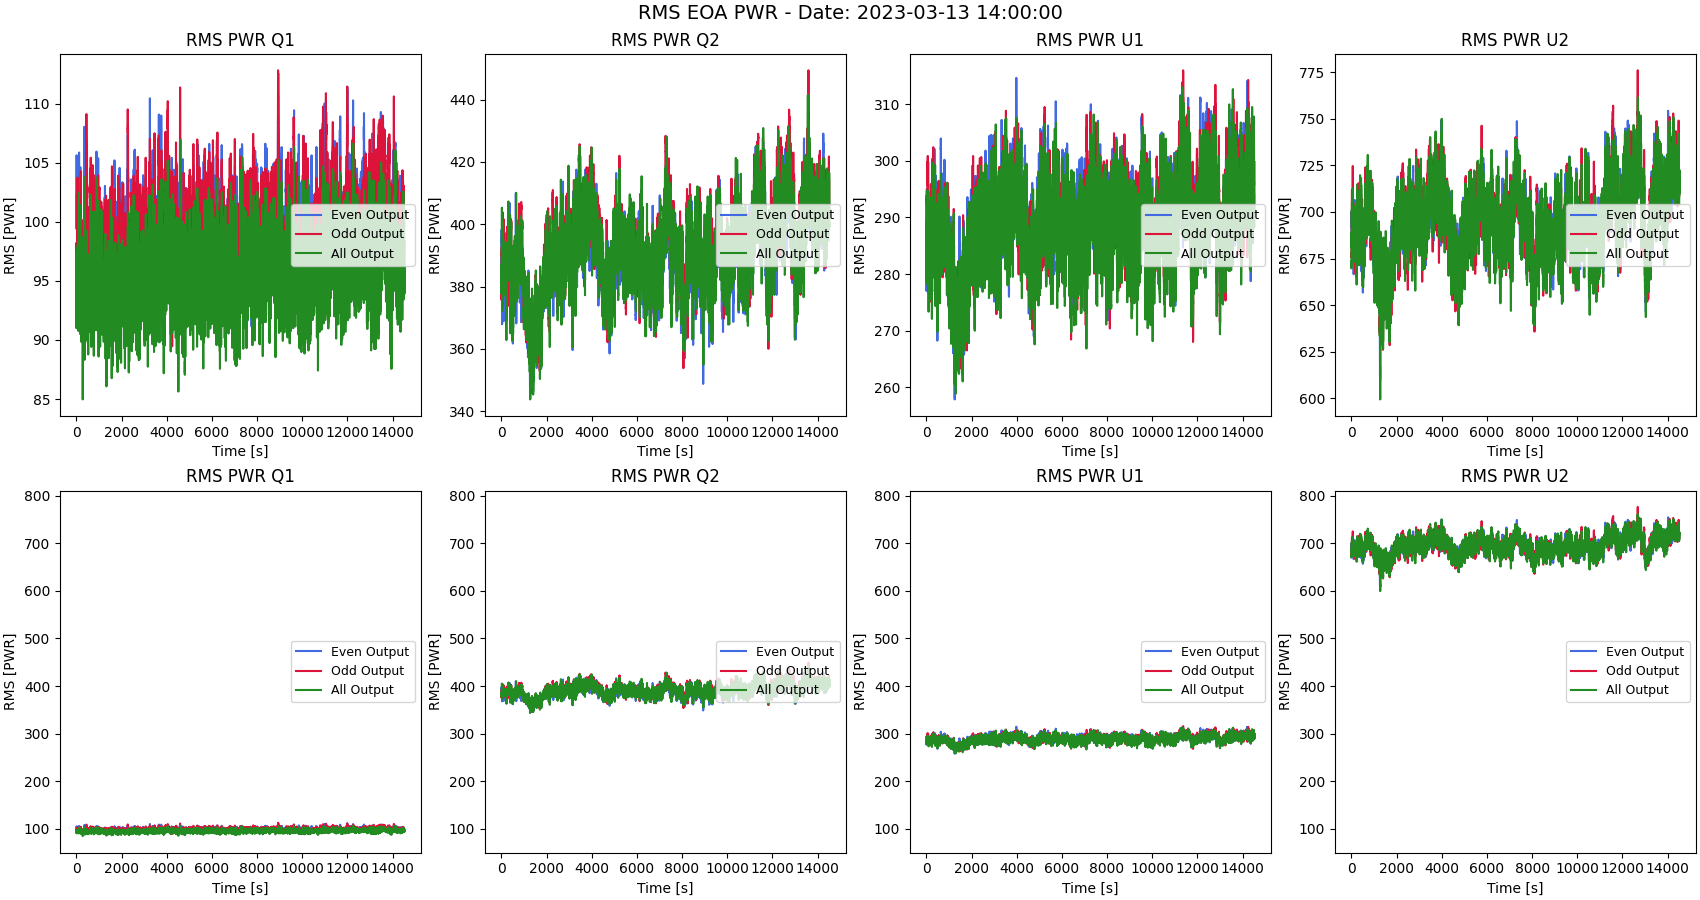 RMS EOA PWR - Date: 2023-03-13 14:00:00
RMS PWR Q1
RMS [PWR]
110
105
100
95
90
85
Even Output
Odd Output
All Output
0 2000 4000 6000 8000 10000 12000 14000
Time [s]
RMS PWR Q2
RMS [PWR]
440
420
400
380
360
340
Even Output
Odd Output
All Output
0 2000 4000 6000 8000 10000 12000 14000
Time [s]
RMS PWR U1
RMS [PWR]
310
300
290
280
270
260
Even Output
Odd Output
All Output
0 2000 4000 6000 8000 10000 12000 14000
Time [s]
RMS PWR U2
RMS [PWR]
775
750
725
700
675
650
625
600
Even Output
Odd Output
All Output
0 2000 4000 6000 8000 10000 12000 14000
Time [s]
RMS PWR Q1
RMS [PWR]
800
700
600
500
400
300
200
100
Even Output
Odd Output
All Output
0 2000 4000 6000 8000 10000 12000 14000
Time [s]
RMS PWR Q2
RMS [PWR]
800
700
600
500
400
300
200
100
Even Output
Odd Output
All Output
0 2000 4000 6000 8000 10000 12000 14000
Time [s]
RMS PWR U1
RMS [PWR]
800
700
600
500
400
300
200
100
Even Output
Odd Output
All Output
0 2000 4000 6000 8000 10000 12000 14000
Time [s]
RMS PWR U2
RMS [PWR]
800
700
600
500
400
300
200
100
Even Output
Odd Output
All Output
0 2000 4000 6000 8000 10000 12000 14000
Time [s]